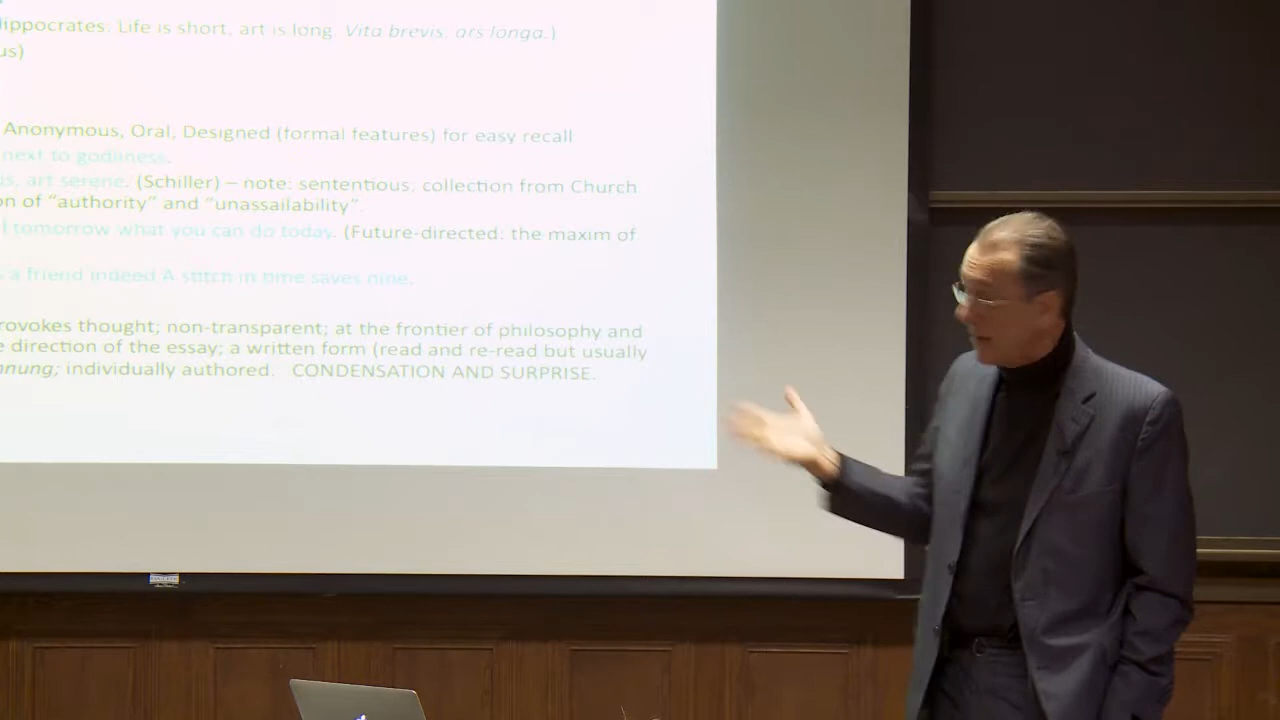 ippocrates: Life is short, art is long. Vita brevis, ars longa.)
us)
Anonymous, Oral, Designed (formal features) for easy recall
next to godliness.
us, art serene. (Schiller) – note: sententious, collection from Church
on of “authority” and “unassailability”.
l tomorrow what you can do today. (Future-directed: the maxim of
s a friend indeed A stitch in time saves nine.
rovokes thought; non-transparent; at the frontier of philosophy and
e direction of the essay; a written form (read and re-read but usually
nnung; individually authored. CONDENSATION AND SURPRISE.